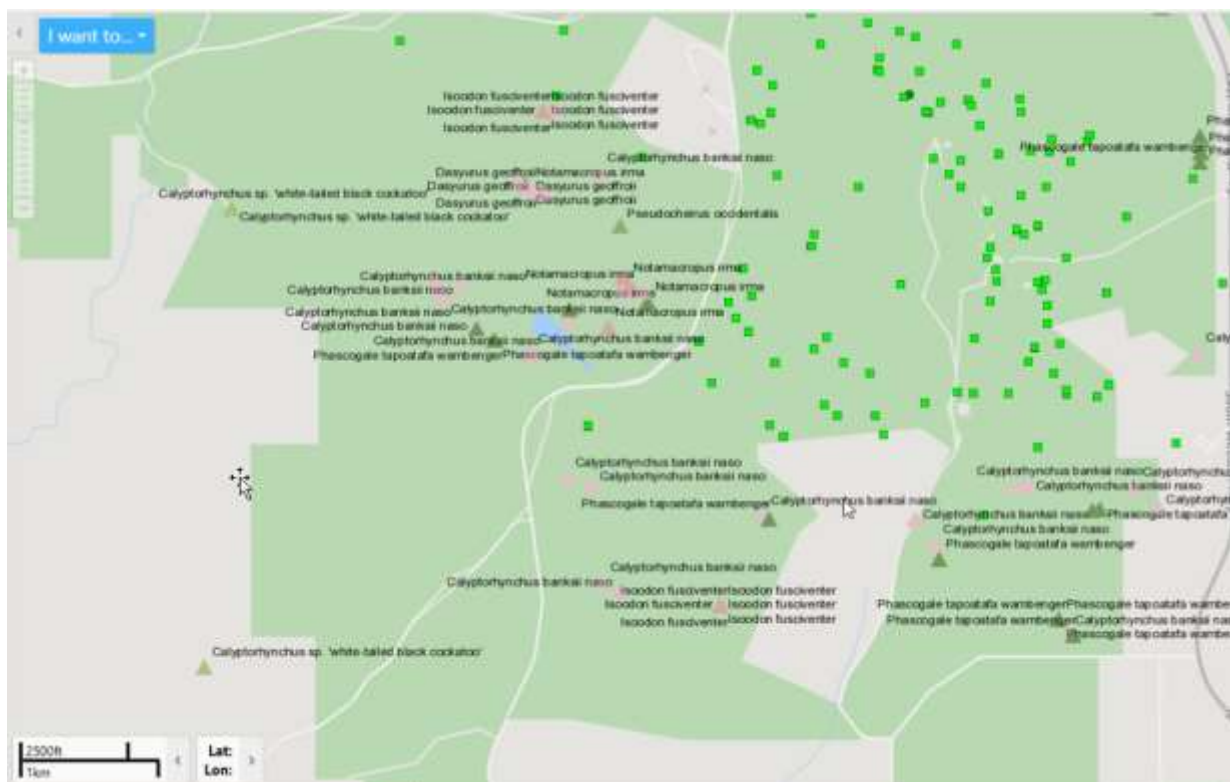 I want to...
Isoodon fusciventer Isoodon fusciventer
Isoodon fusciventer Isoodon fusciventer
Isoodon fusciventer Isoodon fusciventer
Calyptorhynchus banksii naso
Phascogale tapoatafa wambenger
Dasyurus geoffroii Notamacropus irma
Dasyurus geoffroii Dasyurus geoffroii
Dasyurus geoffroii Dasyurus geoffroii
Calyptorhynchus sp. 'white-tailed black cockatoo'
Calyptorhynchus sp. 'white-tailed black cockatoo'
Pseudocheirus occidentalis
Calyptorhynchus banksii naso Notamacropus irma Notamacropus irma
Calyptorhynchus banksii naso Notamacropus irma Notamacropus irma
Calyptorhynchus banksii naso Calyptorhynchus banksii naso Notamacropus irma
Calyptorhynchus banksii naso
Calyptorhynchus banksii naso Calyptorhynchus banksii naso
Phascogale tapoatafa wambenger Phascogale tapoatafa wambenger
Calyptorhynchus banksii naso
Calyptorhynchus banksii naso
Phascogale tapoatafa wambenger Calyptorhynchus banksii naso
Calyptorhynchus banksii naso
Calyptorhynchus banksii naso
Calyptorhynchus banksii naso Phascogale tapoatafa
Calyptorhynchus banksii naso
Phascogale tapoatafa wambenger
Calyptorhynchus banksii naso
Calyptorhynchus banksii naso Isoodon fusciventer Isoodon fusciventer
Isoodon fusciventer Isoodon fusciventer
Isoodon fusciventer Isoodon fusciventer
Phascogale tapoatafa wambenger Phascogale tapoatafa
Phascogale tapoatafa wambenger Calyptorhynchus banksii
Phascogale tapoatafa
Calyptorhynchus sp. 'white-tailed black cockatoo'
2500ft
1km
Lat:
Lon: